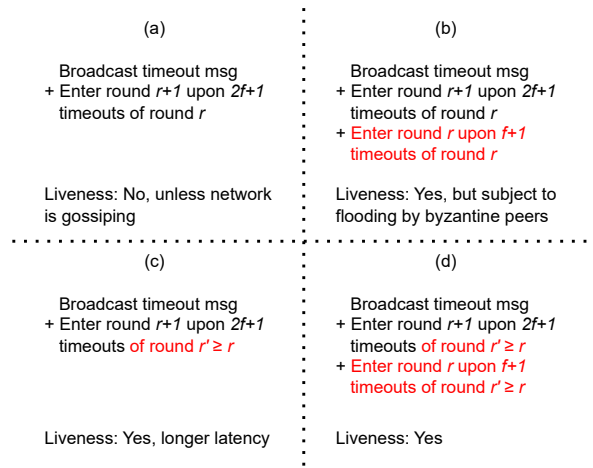 (a)
Broadcast timeout msg
+ Enter round r+1 upon 2f+1
timeouts of round r
Liveness: No, unless network
is gossiping
(b)
Broadcast timeout msg
+ Enter round r+1 upon 2f+1
timeouts of round r
+ Enter round r upon f+1
timeouts of round r
Liveness: Yes, but subject to
flooding by byzantine peers
(c)
Broadcast timeout msg
+ Enter round r+1 upon 2f+1
timeouts of round r' ≥ r
Liveness: Yes, longer latency
(d)
Broadcast timeout msg
+ Enter round r+1 upon 2f+1
timeouts of round r' ≥ r
+ Enter round r upon f+1
timeouts of round r' ≥ r
Liveness: Yes